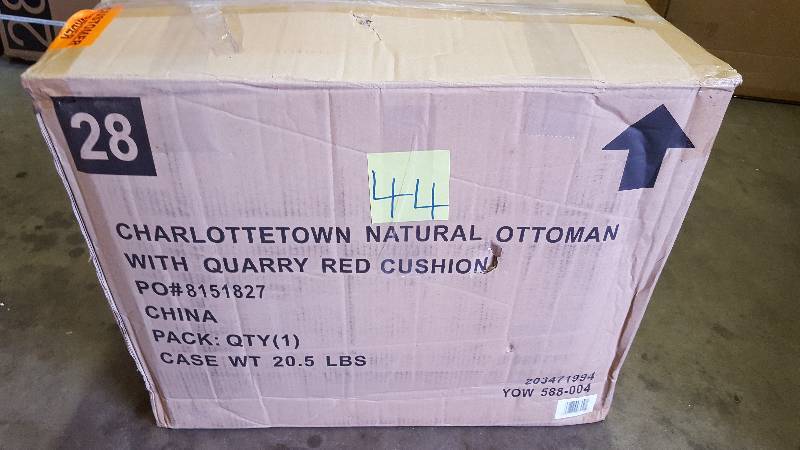 28
44
CHARLOTTETOWN NATURAL OTTOMAN
WITH QUARRY RED CUSHION
PO#8151827
CHINA
PACK: QTY(1)
CASE WT 20.5 LBS
203471994
YOW 588-004
28